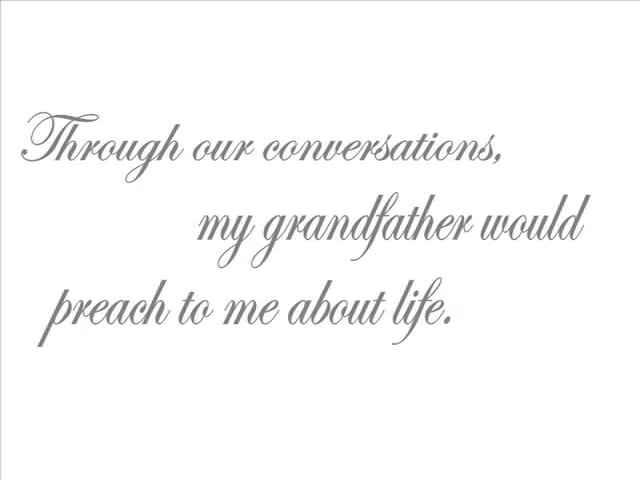 Through our conversations,
my grandfather would
preach to me about life.